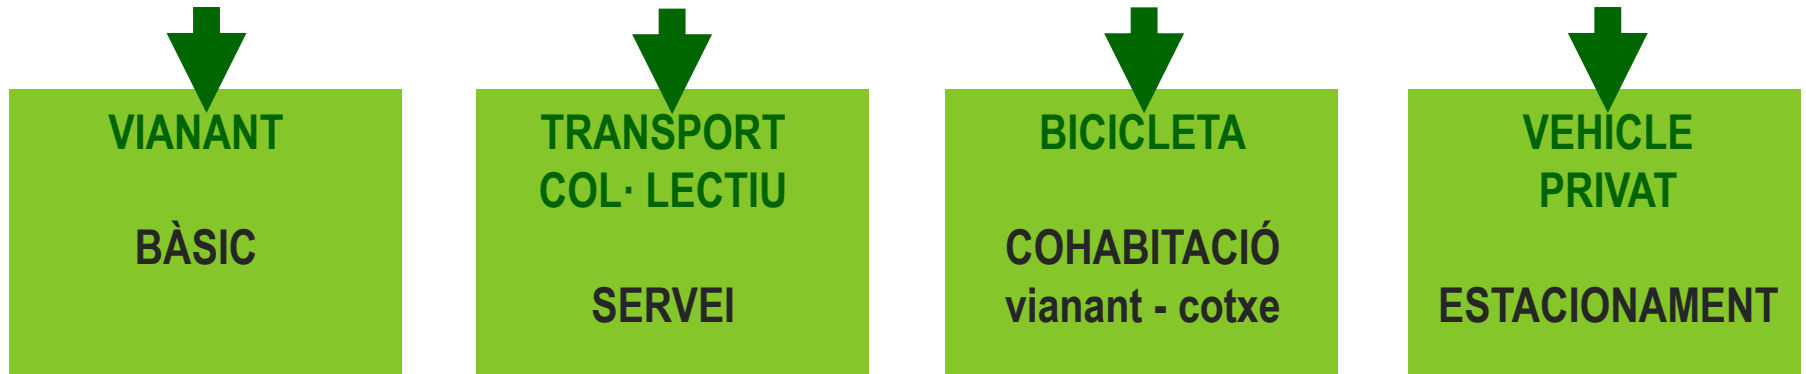 VIANANT
BÀSIC
TRANSPORT
COL· LECTIU
SERVEI
BICICLETA
COHABITACIÓ
vianant - cotxe
VEHICLE
PRIVAT
ESTACIONAMENT